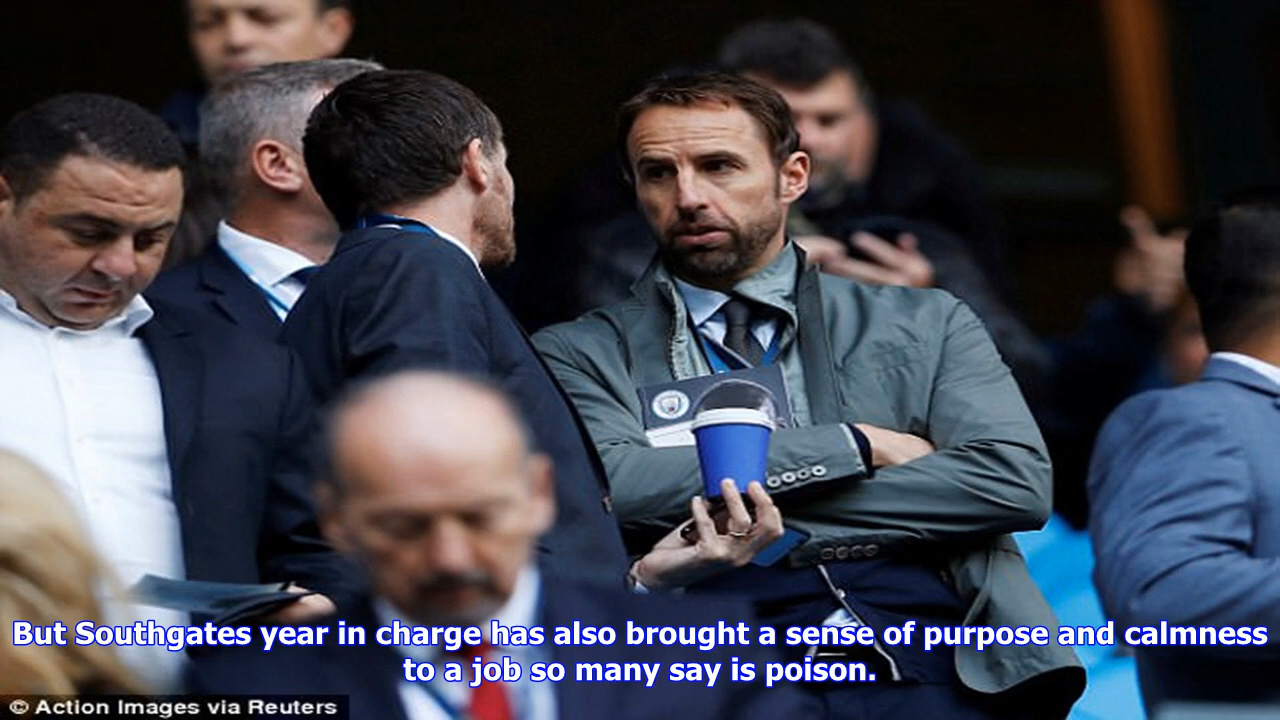 But Southgates year in charge has also brought a sense of purpose and calmness
to a job so many say is poison.
© Action Images via Reuters